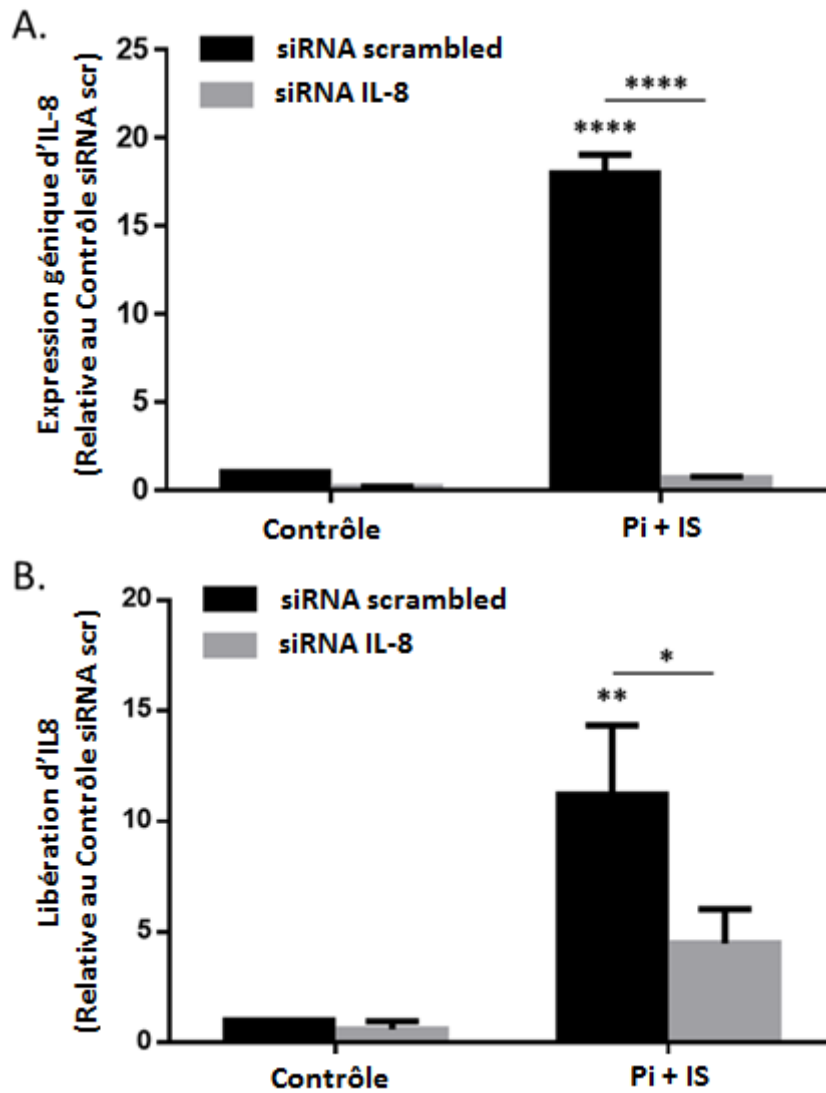 A.
Expression génique d'IL-8
(Relative au Contrôle siRNA scr)
25
20
15
10
5
0
siRNA scrambled
siRNA IL-8
****
****
Contrôle
Pi + IS
B.
Libération d'IL8
(Relative au Contrôle siRNA scr)
20
15
10
5
0
siRNA scrambled
siRNA IL-8
*
**
Contrôle
Pi + IS